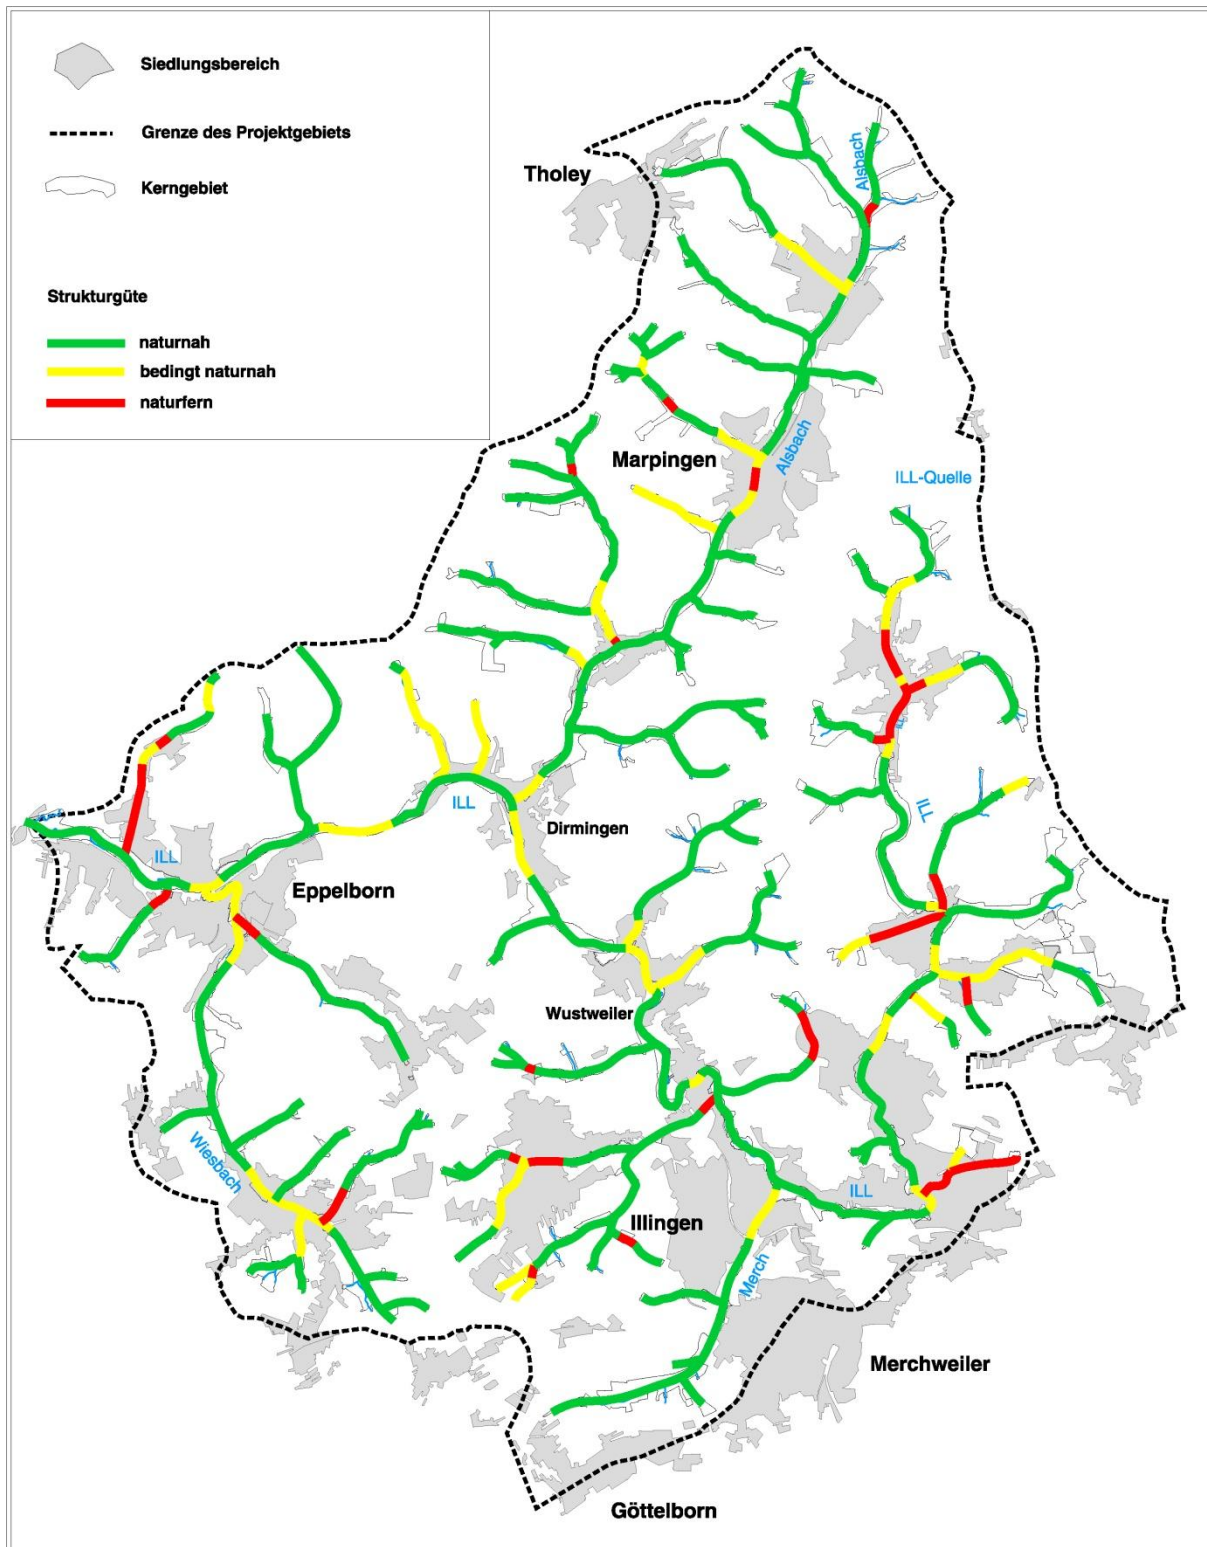 Siedlungsbereich
Grenze des Projektgebiets
Kerngebiet
Strukturgüte
naturnah
bedingt naturnah
naturfern
Tholey
Alsbach
Marpingen
Alsbach
ILL-Quelle
ILL
ILL
ILL
Dirmingen
ILL
Eppelborn
Wustweiler
Wiesbach
ILL
Illingen
Merch
Merchweiler
Göttelborn